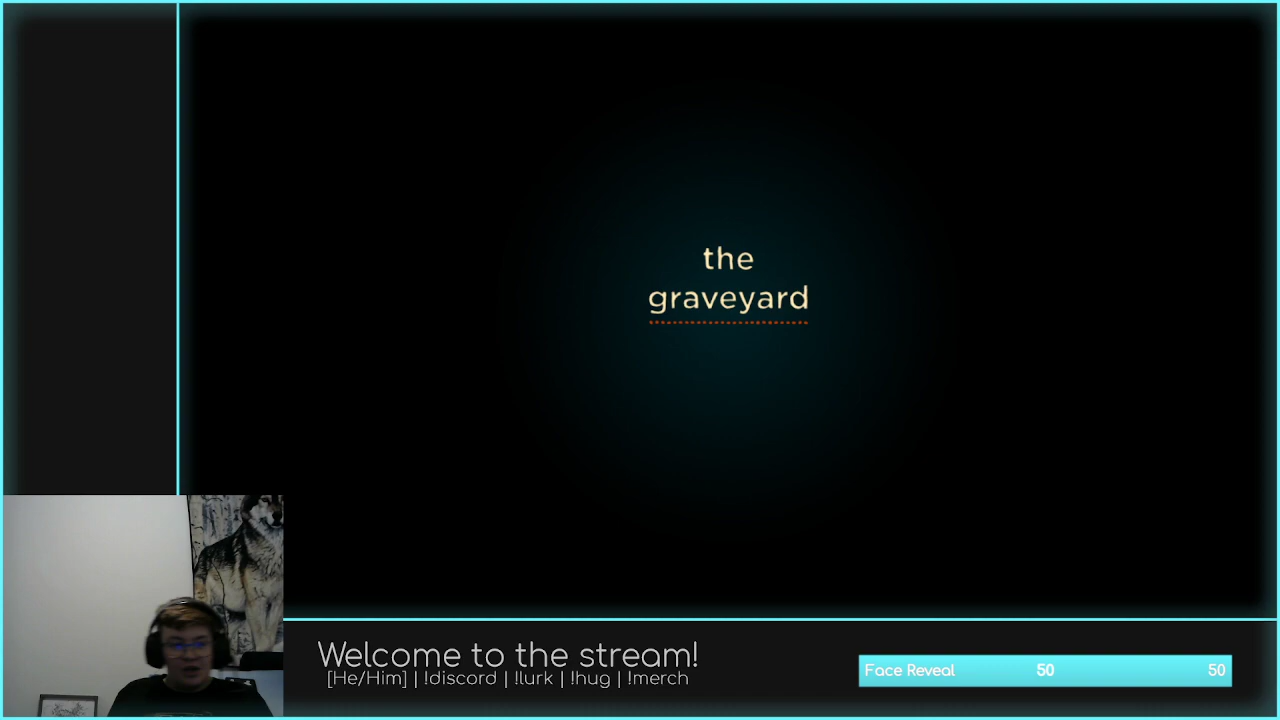 the
graveyard
Welcome to the stream!
[He/Him] | !discord | !lurk | !hug | !merch
Face Reveal 50 50